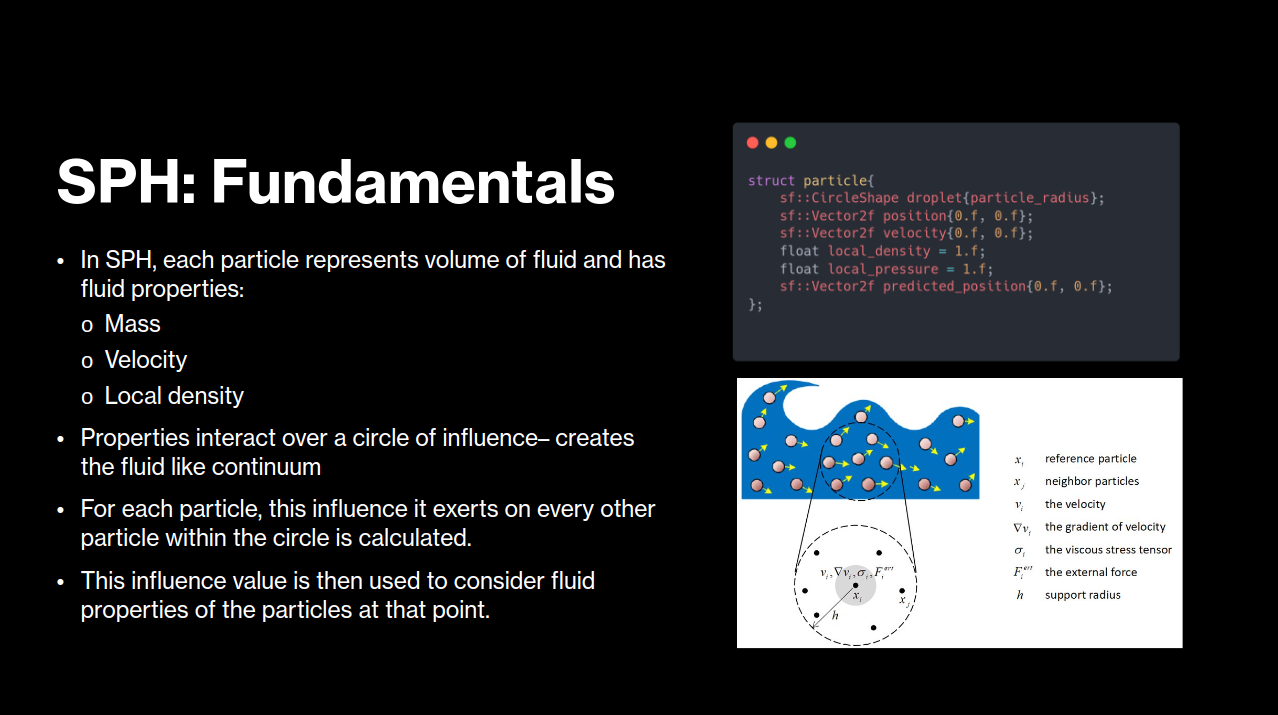 SPH: Fundamentals
• In SPH, each particle represents volume of fluid and has
fluid properties:
o Mass
o Velocity
o Local density
• Properties interact over a circle of influence– creates
the fluid like continuum
• For each particle, this influence it exerts on every other
particle within the circle is calculated.
• This influence value is then used to consider fluid
properties of the particles at that point.
struct particle{
    sf::CircleShape droplet{particle_radius};
    sf::Vector2f position{0.f, 0.f};
    sf::Vector2f velocity{0.f, 0.f};
    float local_density = 1.f;
    float local_pressure = 1.f;
    sf::Vector2f predicted_position{0.f, 0.f};
};
x_i reference particle
x_j neighbor particles
v_i the velocity
∇v_i the gradient of velocity
σ_i the viscous stress tensor
F_i^ext the external force
h support radius
v_i, ∇v_i, σ_i, F_i^ext
x_i
x_j
h